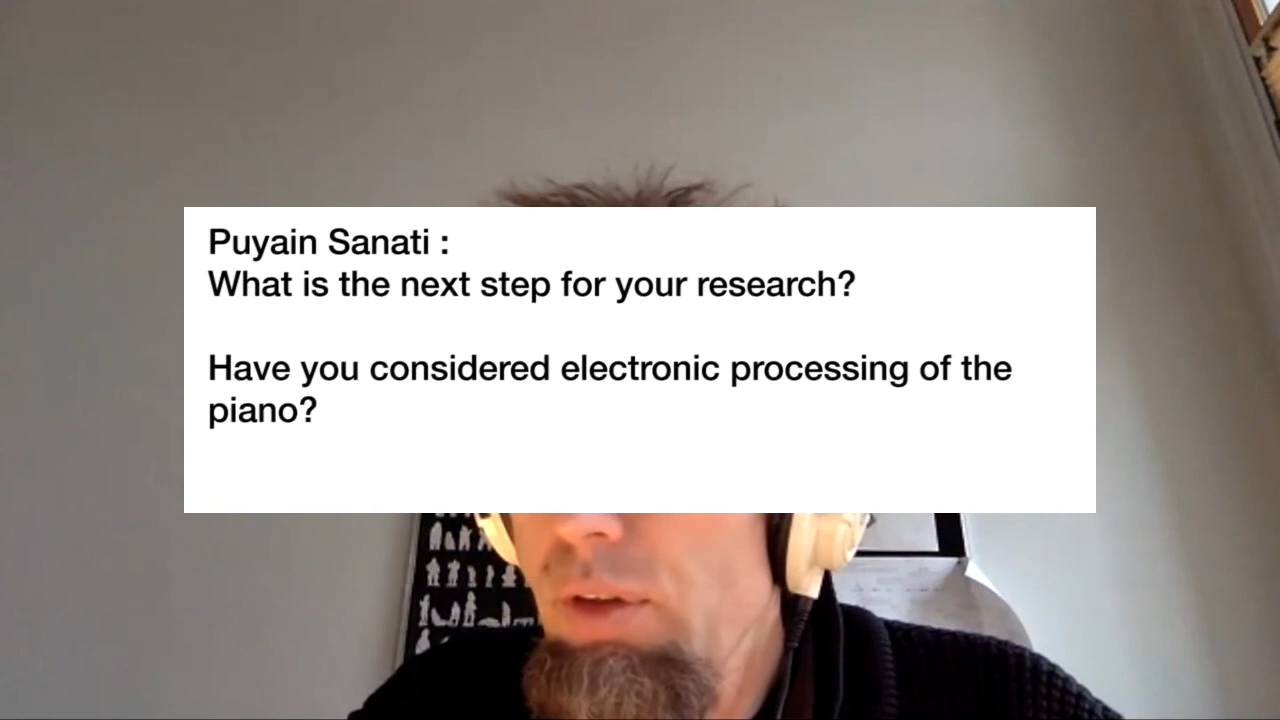 Puyain Sanati :
What is the next step for your research?
Have you considered electronic processing of the
piano?